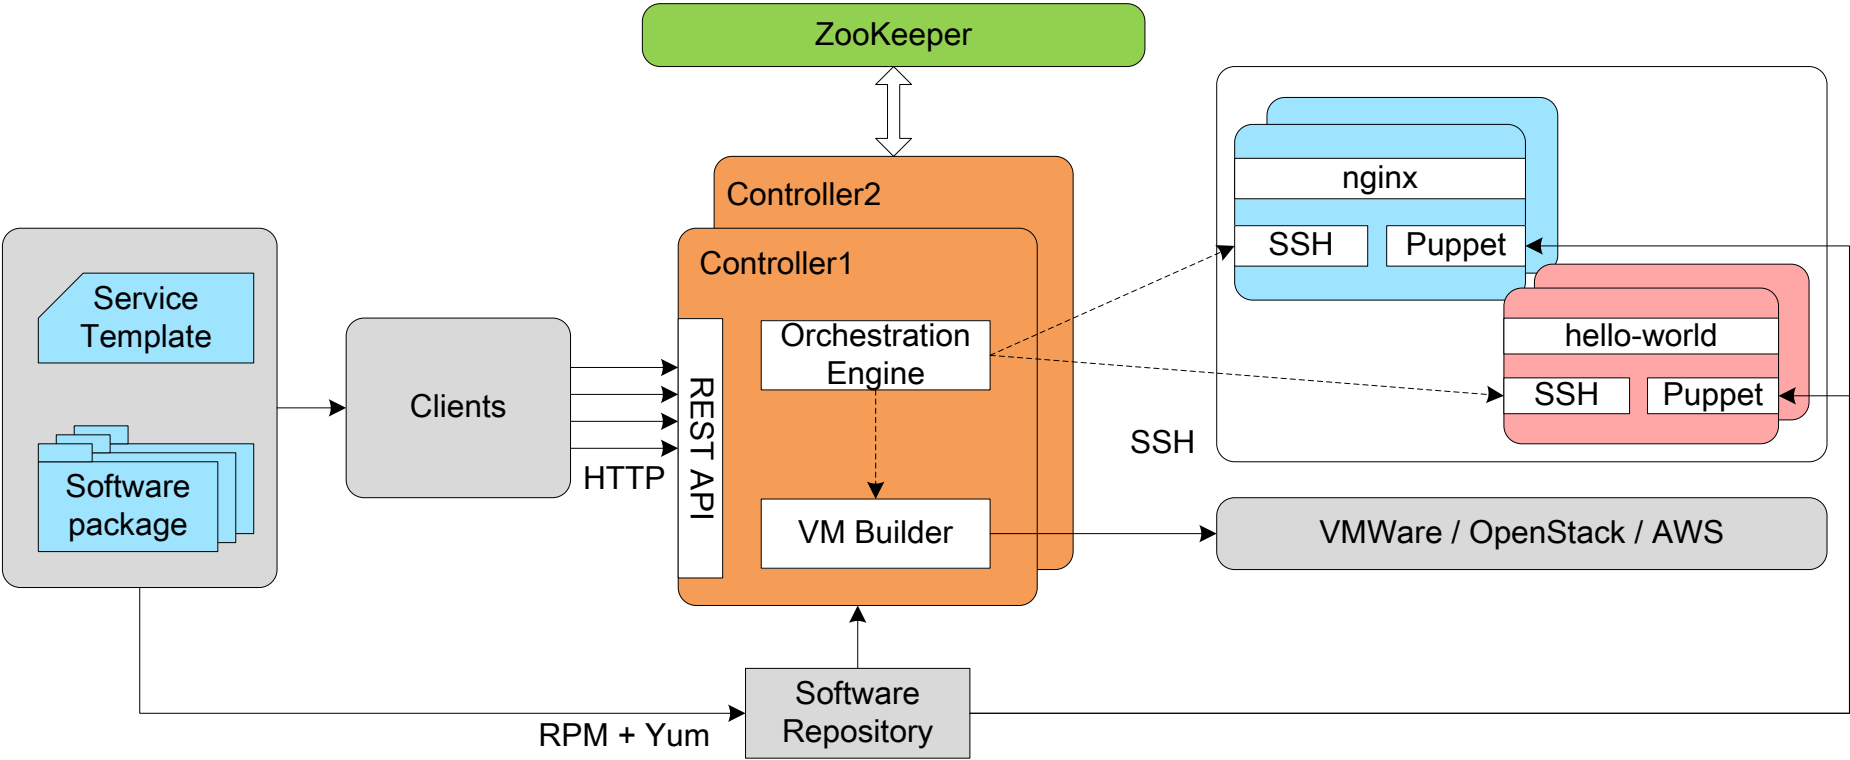 ZooKeeper
Controller2
Controller1
Service
Template
Software
package
Clients
HTTP
REST API
Orchestration
Engine
VM Builder
nginx
SSH
Puppet
hello-world
SSH
Puppet
SSH
VMWare / OpenStack / AWS
Software
Repository
RPM + Yum